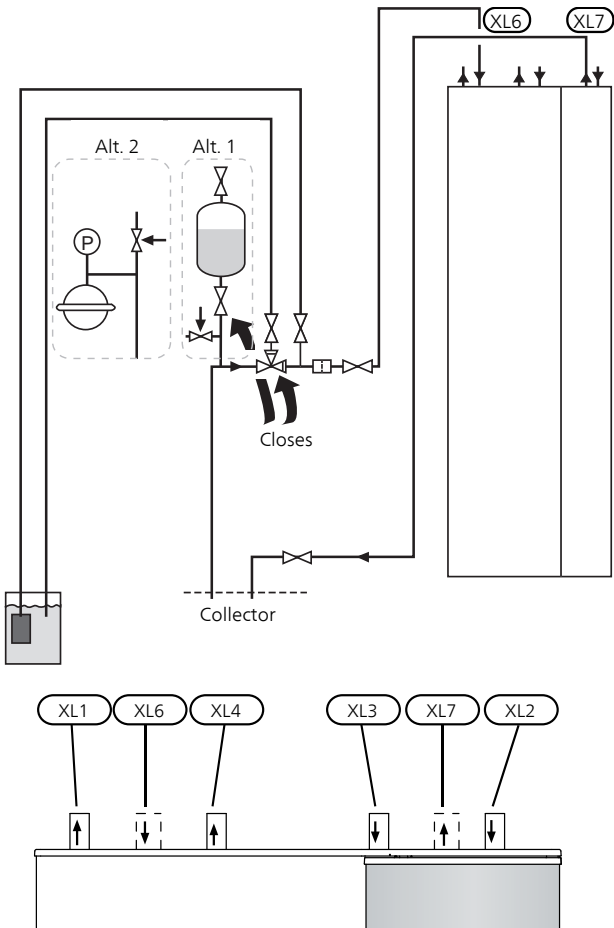 XL6 XL7
Alt. 2 Alt. 1
P
Closes
Collector
XL1 XL6 XL4 XL3 XL7 XL2